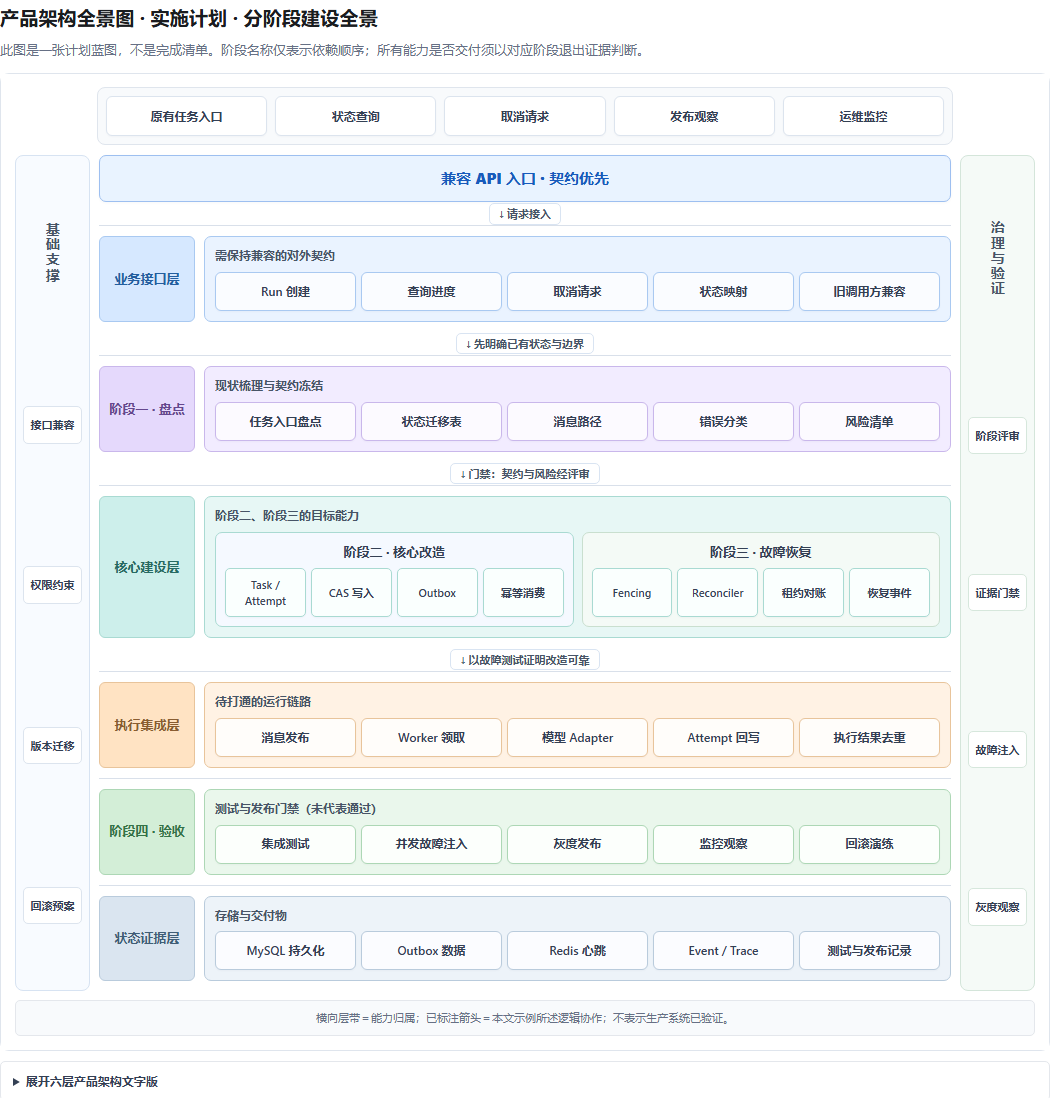 产品架构全景图 · 实施计划 · 分阶段建设全景
此图是一张计划蓝图，不是完成清单。阶段名称仅表示依赖顺序；所有能力是否交付须以对应阶段退出证据判断。
原有任务入口
状态查询
取消请求
发布观察
运维监控
基础支撑
接口兼容
权限约束
版本迁移
回滚预案
兼容 API 入口 · 契约优先
↓ 请求接入
业务接口层
需保持兼容的对外契约
Run 创建
查询进度
取消请求
状态映射
旧调用方兼容
↓ 先明确已有状态与边界
阶段一 · 盘点
现状梳理与契约冻结
任务入口盘点
状态迁移表
消息路径
错误分类
风险清单
↓ 门禁：契约与风险经评审
核心建设层
阶段二、阶段三的目标能力
阶段二 · 核心改造
Task /
Attempt
CAS 写入
Outbox
幂等消费
阶段三 · 故障恢复
Fencing
Reconciler
租约对账
恢复事件
↓ 以故障测试证明改造可靠
执行集成层
待打通的运行链路
消息发布
Worker 领取
模型 Adapter
Attempt 回写
执行结果去重
阶段四 · 验收
测试与发布门禁（未代表通过）
集成测试
并发故障注入
灰度发布
监控观察
回滚演练
状态证据层
存储与交付物
MySQL 持久化
Outbox 数据
Redis 心跳
Event / Trace
测试与发布记录
治理与验证
阶段评审
证据门禁
故障注入
灰度观察
横向层带＝能力归属；已标注箭头＝本文示例所述逻辑协作；不表示生产系统已验证。
▶ 展开六层产品架构文字版